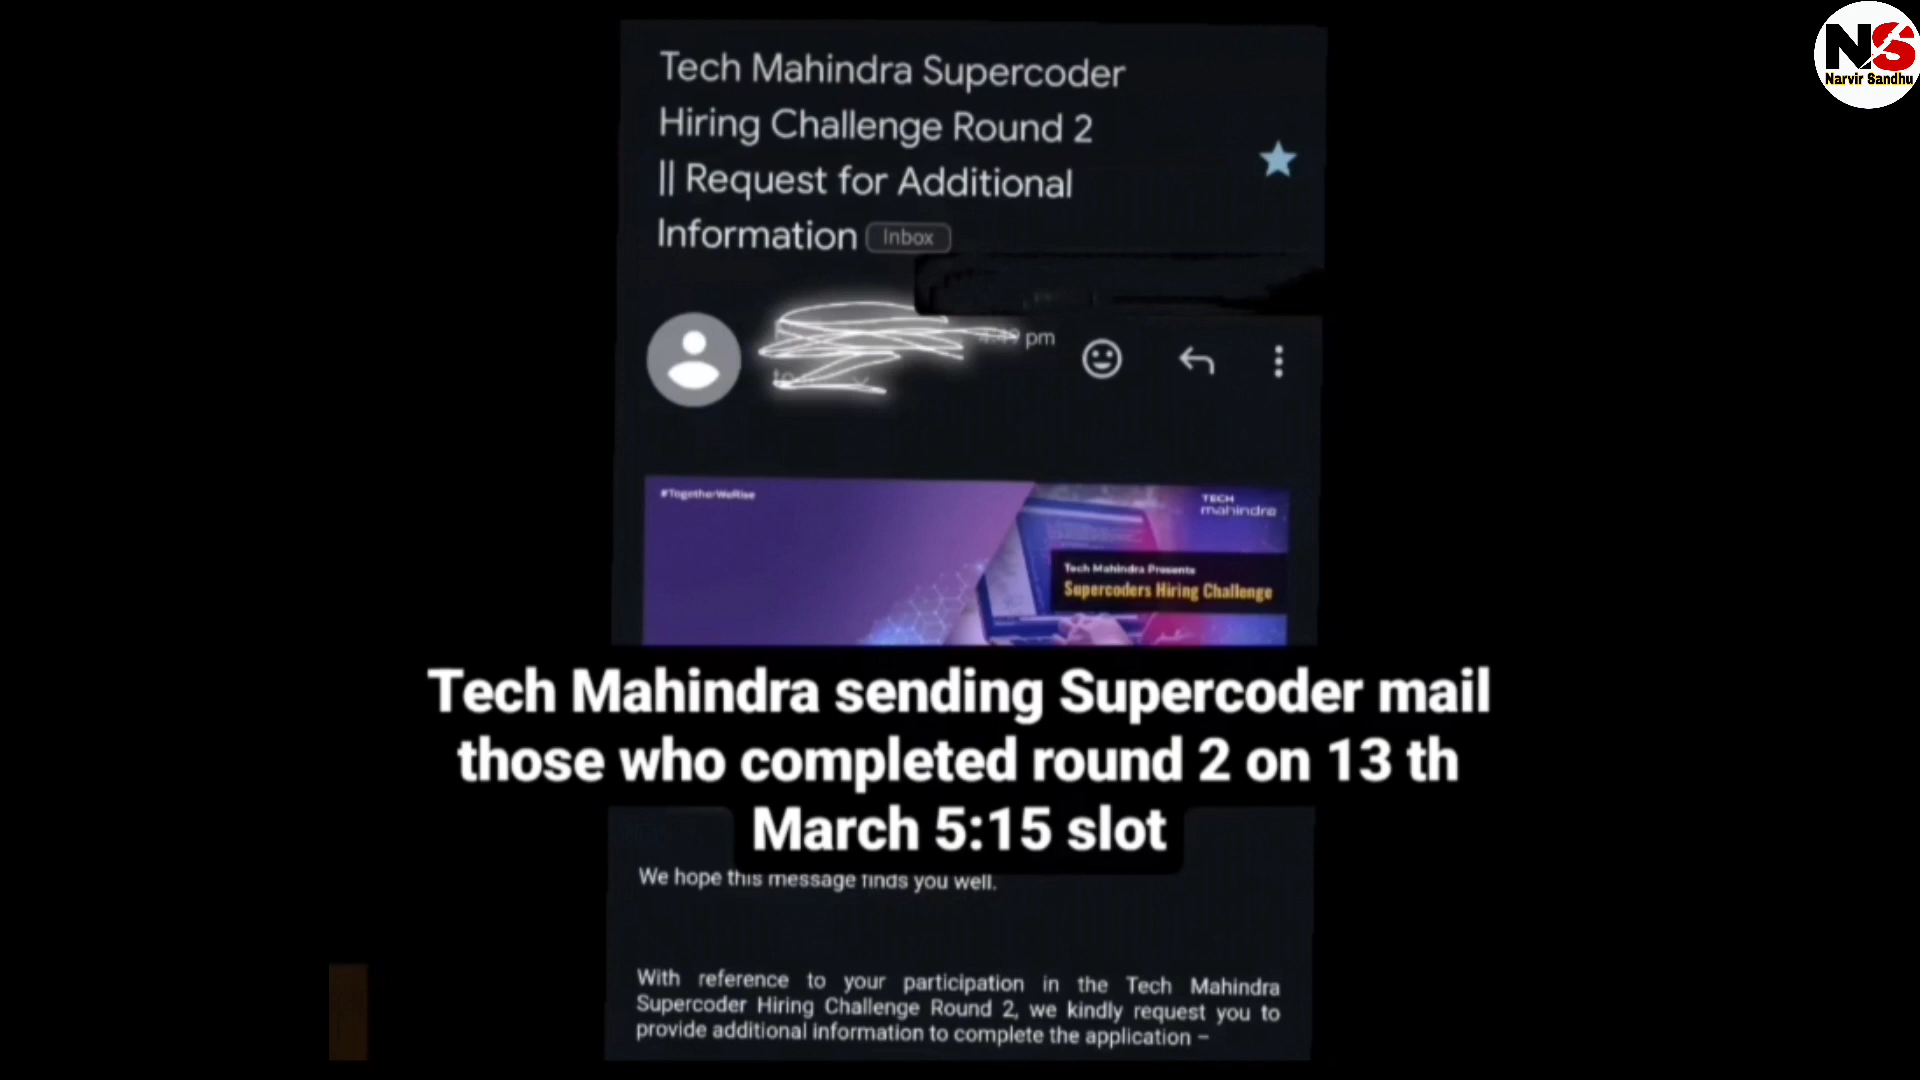 NS
Narvir Sandhu
Tech Mahindra Supercoder
Hiring Challenge Round 2
|| Request for Additional
Information Inbox
pm
#TogetherWeRise
TECH
mahindra
Tech Mahindra Presents
Supercoders Hiring Challenge
Tech Mahindra sending Supercoder mail
those who completed round 2 on 13 th
March 5:15 slot
We hope this message finds you well.
With reference to your participation in the Tech Mahindra
Supercoder Hiring Challenge Round 2, we kindly request you to
provide additional information to complete the application –